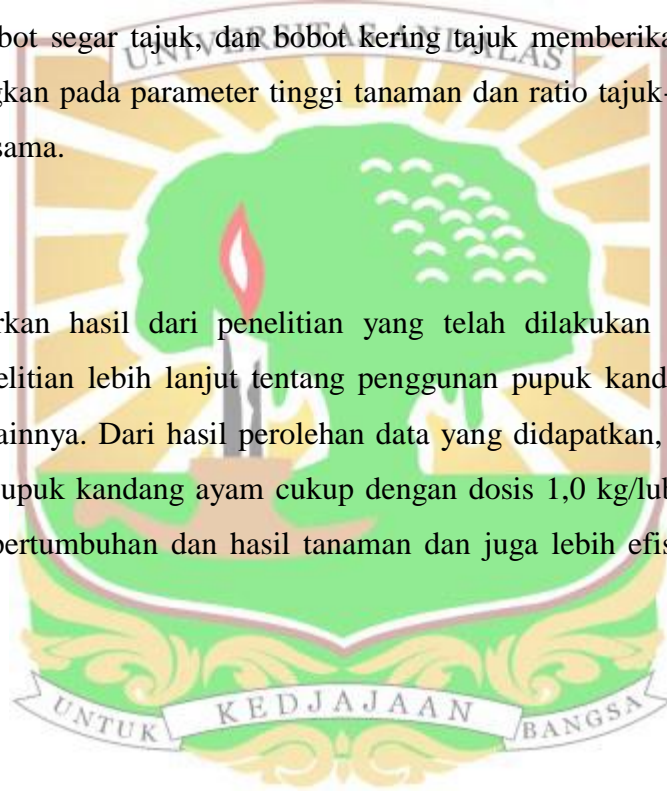 bot segar tajuk, dan bobot kering tajuk memberika
UNIVERSITAS ANDALAS
gkan pada parameter tinggi tanaman dan ratio tajuk-
sama.
rkan hasil dari penelitian yang telah dilakukan
elitian lebih lanjut tentang penggunan pupuk kand
ainnya. Dari hasil perolehan data yang didapatkan,
upuk kandang ayam cukup dengan dosis 1,0 kg/lub
pertumbuhan dan hasil tanaman dan juga lebih efis
UNTUK KEDJAJAAN BANGSA